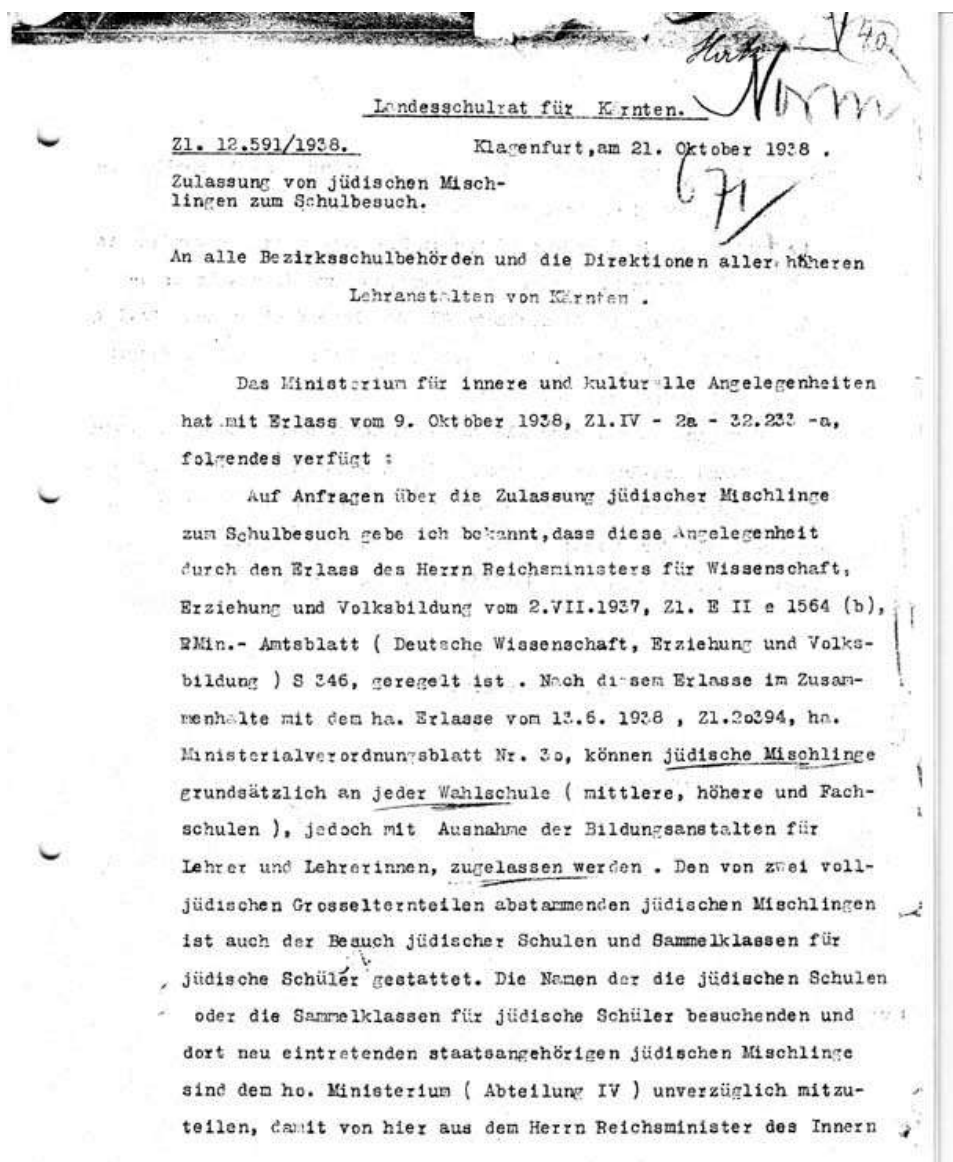 40
Norm
Landesschulrat für Kärnten.
Zl. 12.591/1938. Klagenfurt,am 21. Oktober 1938 .
671
Zulassung von jüdischen Misch-
lingen zum Schulbesuch.
An alle Bezirksschulbehörden und die Direktionen aller höheren
Lehranstalten von Kärnten .
Das Ministerium für innere und kulturelle Angelegenheiten
hat mit Erlass vom 9. Oktober 1938, Zl.IV - 2a - 32.233 -a,
folgendes verfügt :
Auf Anfragen über die Zulassung jüdischer Mischlinge
zum Schulbesuch gebe ich bekannt,dass diese Angelegenheit
durch den Erlass des Herrn Reichsministers für Wissenschaft,
Erziehung und Volksbildung vom 2.VII.1937, Zl. E II e 1564 (b),
RMin.- Amtsblatt ( Deutsche Wissenschaft, Erziehung und Volks-
bildung ) S 346, geregelt ist . Nach diesem Erlasse im Zusam-
menhalte mit dem ha. Erlasse vom 13.6. 1938 , Zl.2o394, ha.
Ministerialverordnungsblatt Nr. 3o, können jüdische Mischlinge
grundsätzlich an jeder Wahlschule ( mittlere, höhere und Fach-
schulen ), jedoch mit Ausnahme der Bildungsanstalten für
Lehrer und Lehrerinnen, zugelassen werden . Den von zwei voll-
jüdischen Grosselternteilen abstammenden jüdischen Mischlingen
ist auch der Besuch jüdischer Schulen und Sammelklassen für
jüdische Schüler gestattet. Die Namen der die jüdischen Schulen
oder die Sammelklassen für jüdische Schüler besuchenden und
dort neu eintretenden staatsangehörigen jüdischen Mischlinge
sind dem ho. Ministerium ( Abteilung IV ) unverzüglich mitzu-
teilen, damit von hier aus dem Herrn Reichsminister des Innern